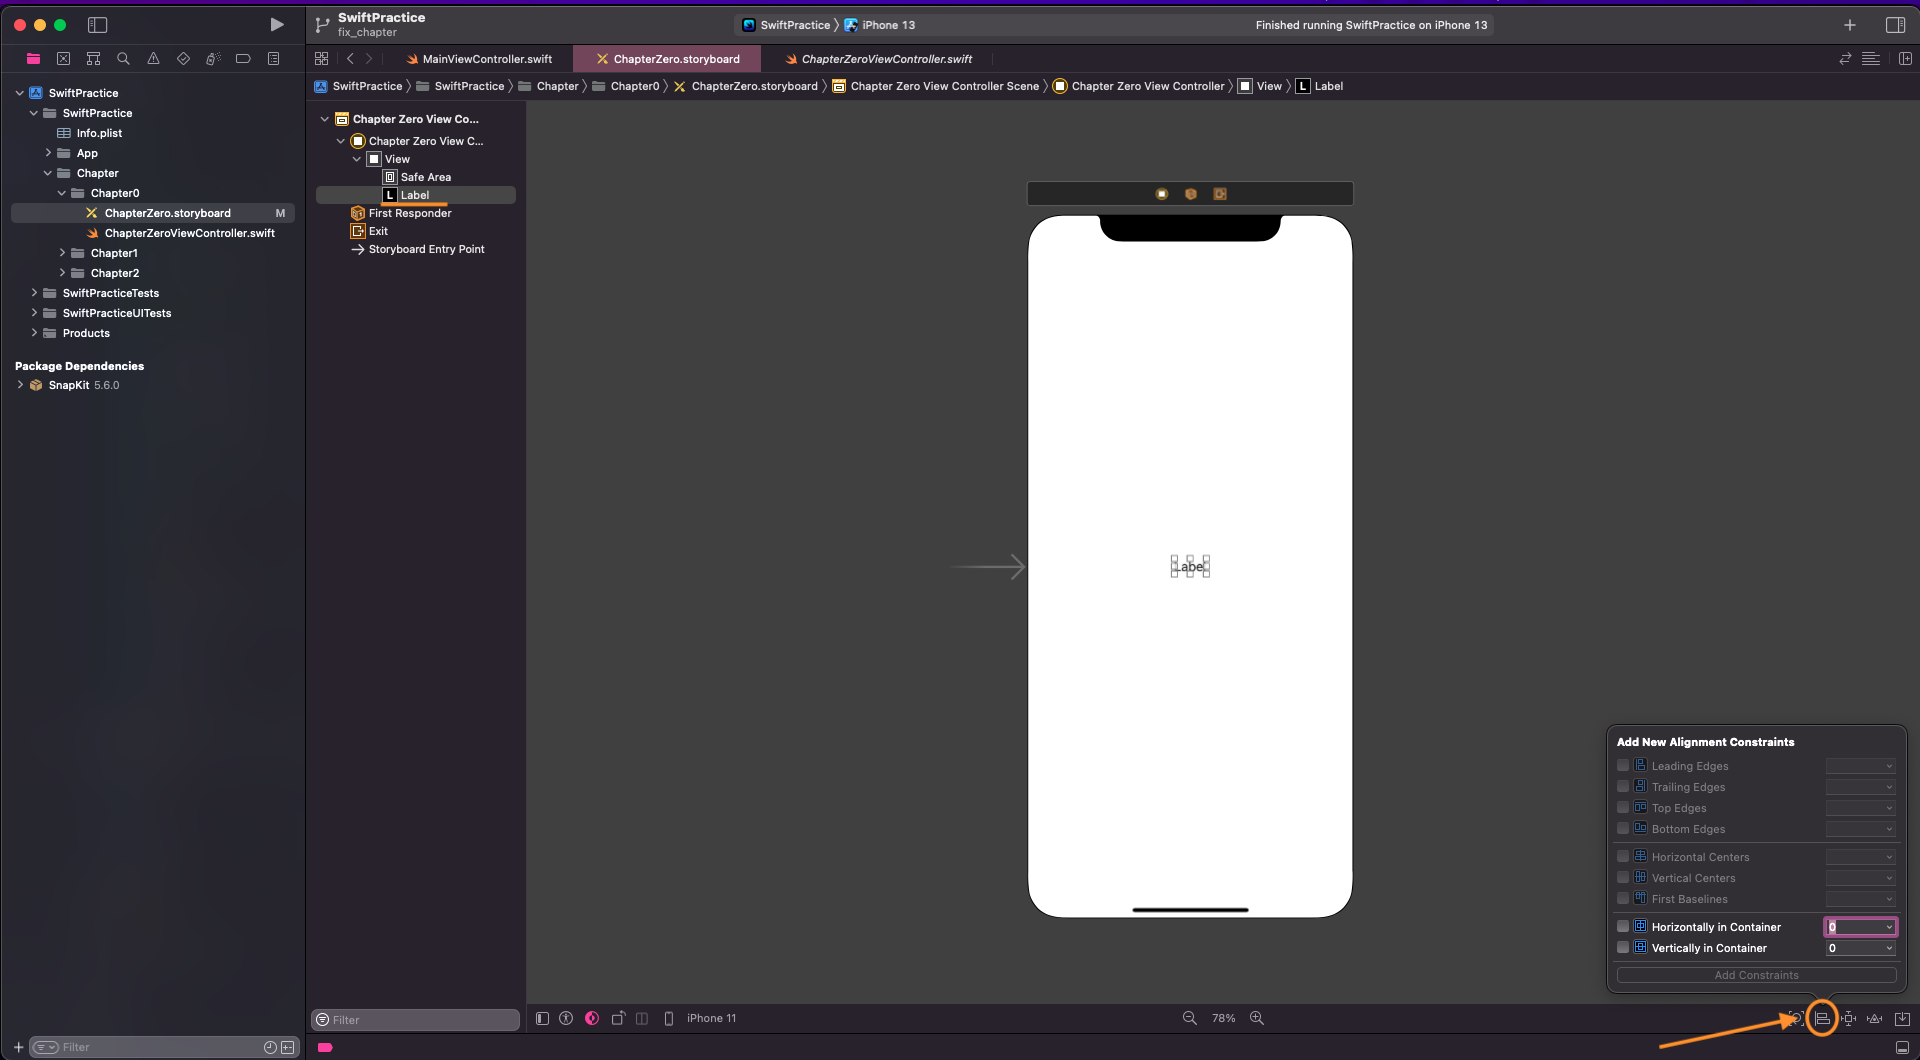 SwiftPractice
fix_chapter
SwiftPractice
iPhone 13
Finished running SwiftPractice on iPhone 13
MainViewController.swift
ChapterZero.storyboard
ChapterZeroViewController.swift
SwiftPractice
SwiftPractice
Chapter
Chapter0
ChapterZero.storyboard
Chapter Zero View Controller Scene
Chapter Zero View Controller
View
L
Label
SwiftPractice
SwiftPractice
Info.plist
App
Chapter
Chapter0
ChapterZero.storyboard
M
ChapterZeroViewController.swift
Chapter1
Chapter2
SwiftPracticeTests
SwiftPracticeUITests
Products
Package Dependencies
SnapKit 5.6.0
Filter
Chapter Zero View Co...
Chapter Zero View C...
View
Safe Area
L Label
First Responder
Exit
Storyboard Entry Point
Filter
Label
Add New Alignment Constraints
Leading Edges
Trailing Edges
Top Edges
Bottom Edges
Horizontal Centers
Vertical Centers
First Baselines
Horizontally in Container 0
Vertically in Container 0
Add Constraints
iPhone 11
78%